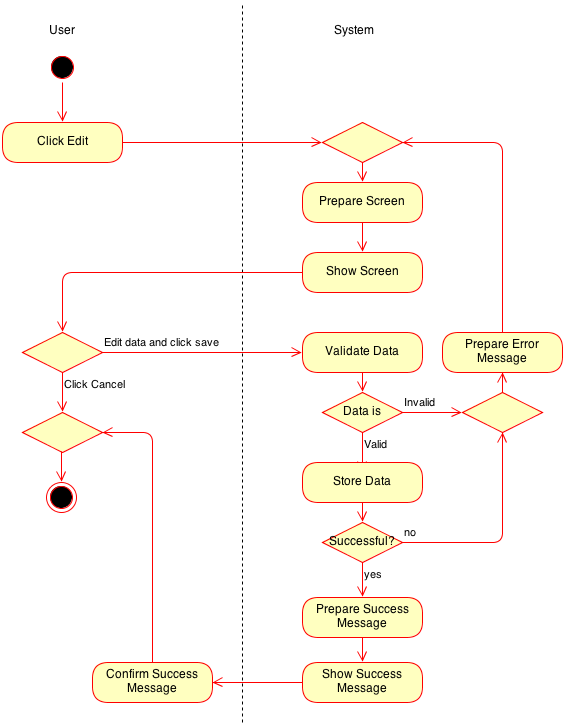 User
System
Click Edit
Prepare Screen
Show Screen
Edit data and click save
Validate Data
Prepare Error
Message
Click Cancel
Data is
Invalid
Valid
Store Data
Successful?
no
yes
Prepare Success
Message
Confirm Success
Message
Show Success
Message